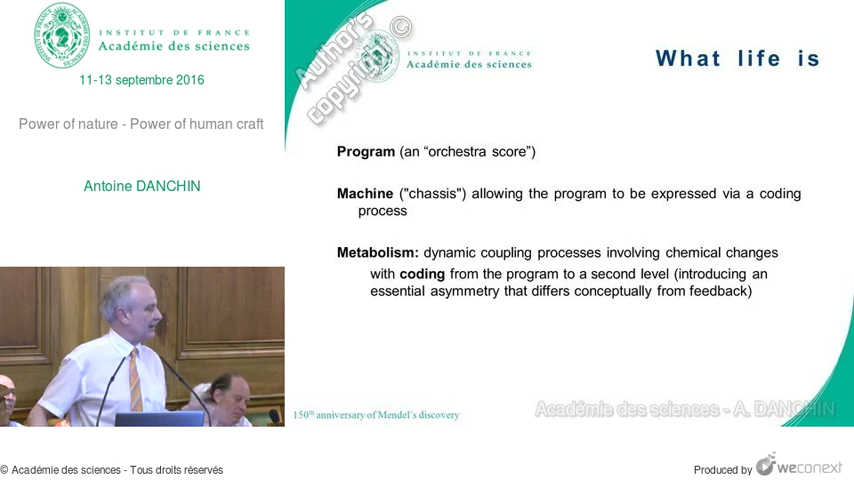 INSTITUT DE FRANCE
Académie des sciences
11-13 septembre 2016
Power of nature - Power of human craft
Antoine DANCHIN
Author's
copyright ©
INSTITUT DE FRANCE
Académie des sciences
What life is
Program (an “orchestra score”)
Machine ("chassis") allowing the program to be expressed via a coding
process
Metabolism: dynamic coupling processes involving chemical changes
with coding from the program to a second level (introducing an
essential asymmetry that differs conceptually from feedback)
150th anniversary of Mendel's discovery
Académie des sciences - A. DANCHIN
© Académie des sciences - Tous droits réservés
Produced by weconext